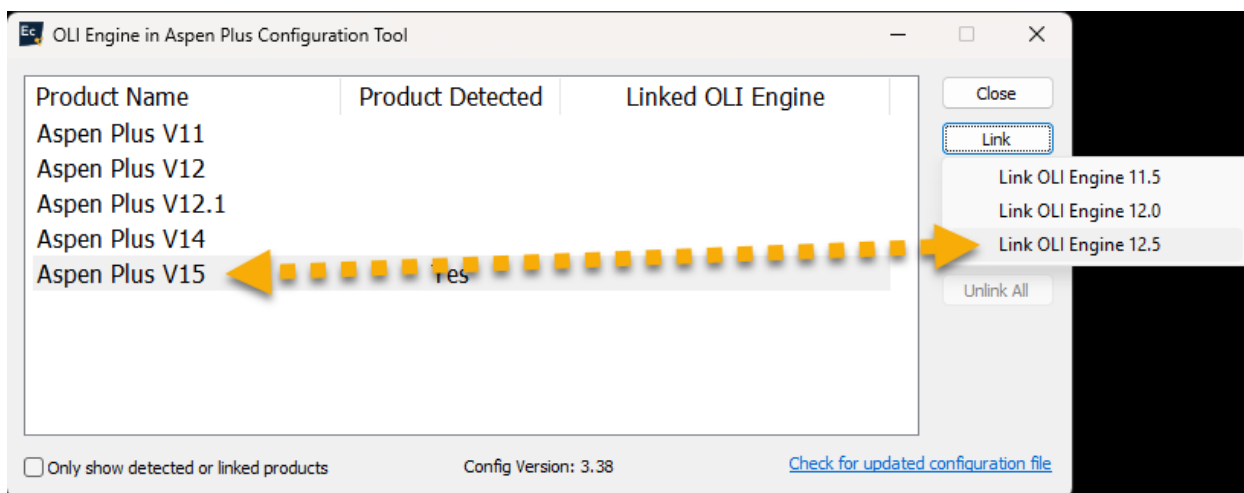 Ec OLI Engine in Aspen Plus Configuration Tool
Product Name Product Detected Linked OLI Engine
Close
Aspen Plus V11
Link
Aspen Plus V12
Link OLI Engine 11.5
Aspen Plus V12.1
Link OLI Engine 12.0
Aspen Plus V14
Link OLI Engine 12.5
Aspen Plus V15 Yes
Unlink All
Only show detected or linked products Config Version: 3.38 Check for updated configuration file